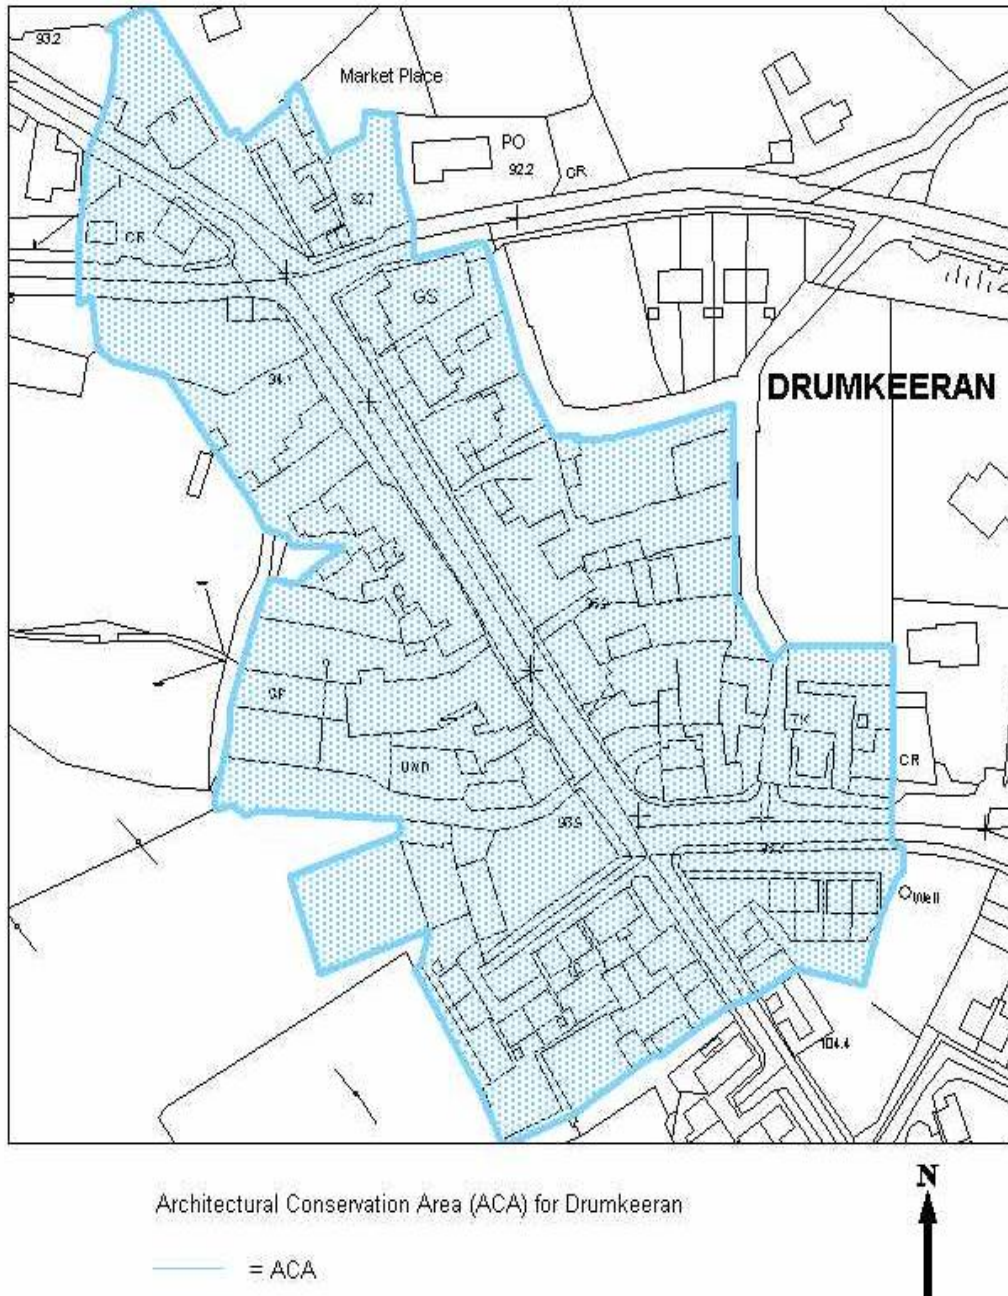 93.2
Market Place
PO
92.2
CR
92.7
CR
GS
94.1
DRUMKEERAN
CR
TK
UND
93.9
Well
104.4
N
Architectural Conservation Area (ACA) for Drumkeeran
= ACA